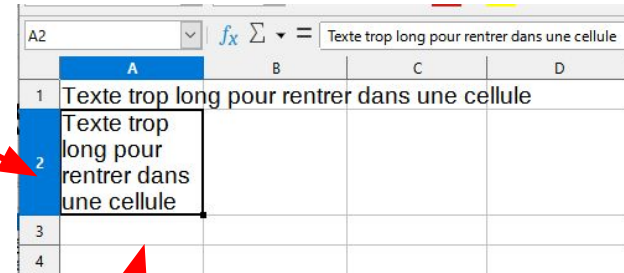 A2 fx Σ = Texte trop long pour rentrer dans une cellule
A B C D
1 Texte trop long pour rentrer dans une cellule
Texte trop
long pour
2 rentrer dans
une cellule
3
4